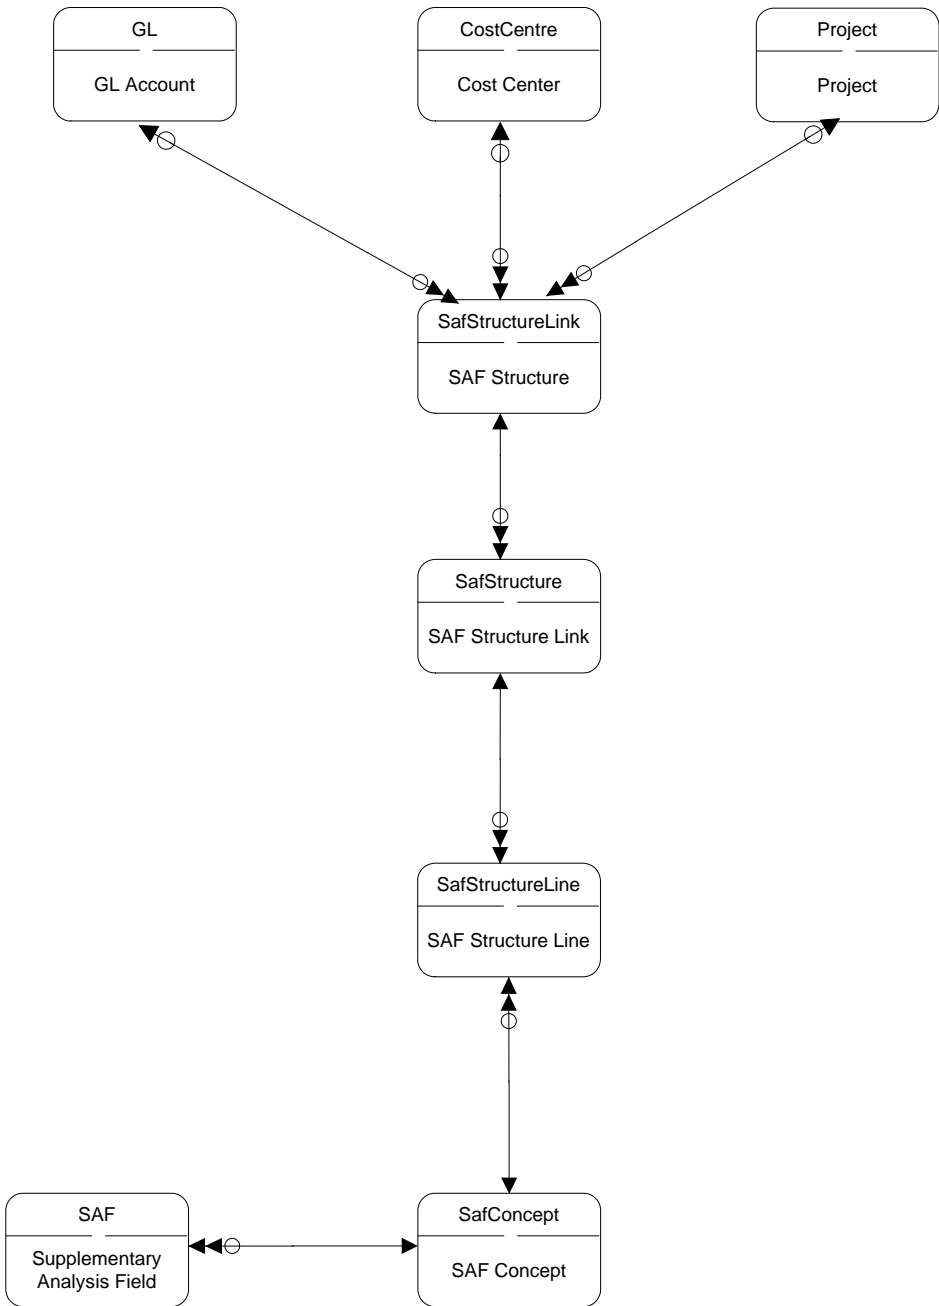 GL
GL Account
CostCentre
Cost Center
Project
Project
SafStructureLink
SAF Structure
SafStructure
SAF Structure Link
SafStructureLine
SAF Structure Line
SAF
Supplementary
Analysis Field
SafConcept
SAF Concept